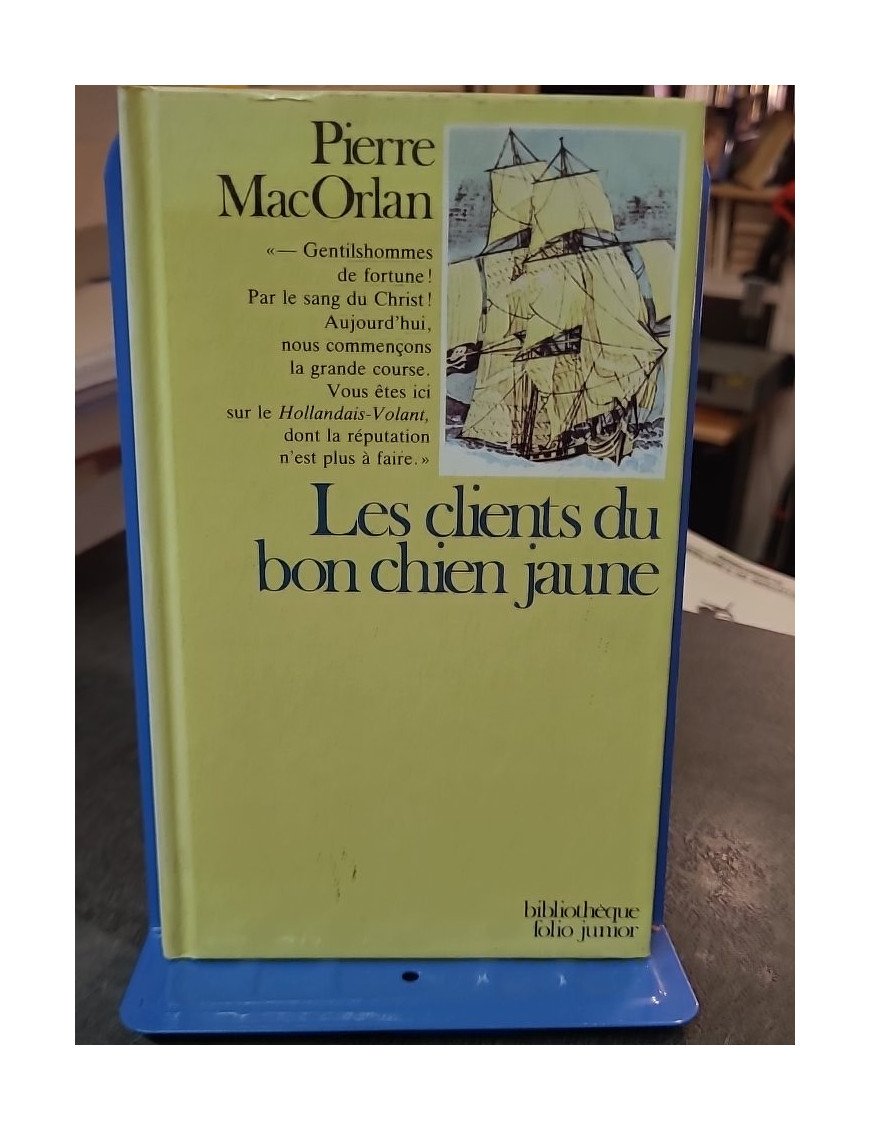 Pierre
MacOrlan
«— Gentilshommes
de fortune !
Par le sang du Christ !
Aujourd'hui,
nous commençons
la grande course.
Vous êtes ici
sur le Hollandais-Volant,
dont la réputation
n'est plus à faire.»
Les clients du
bon chien jaune
bibliothèque
folio junior